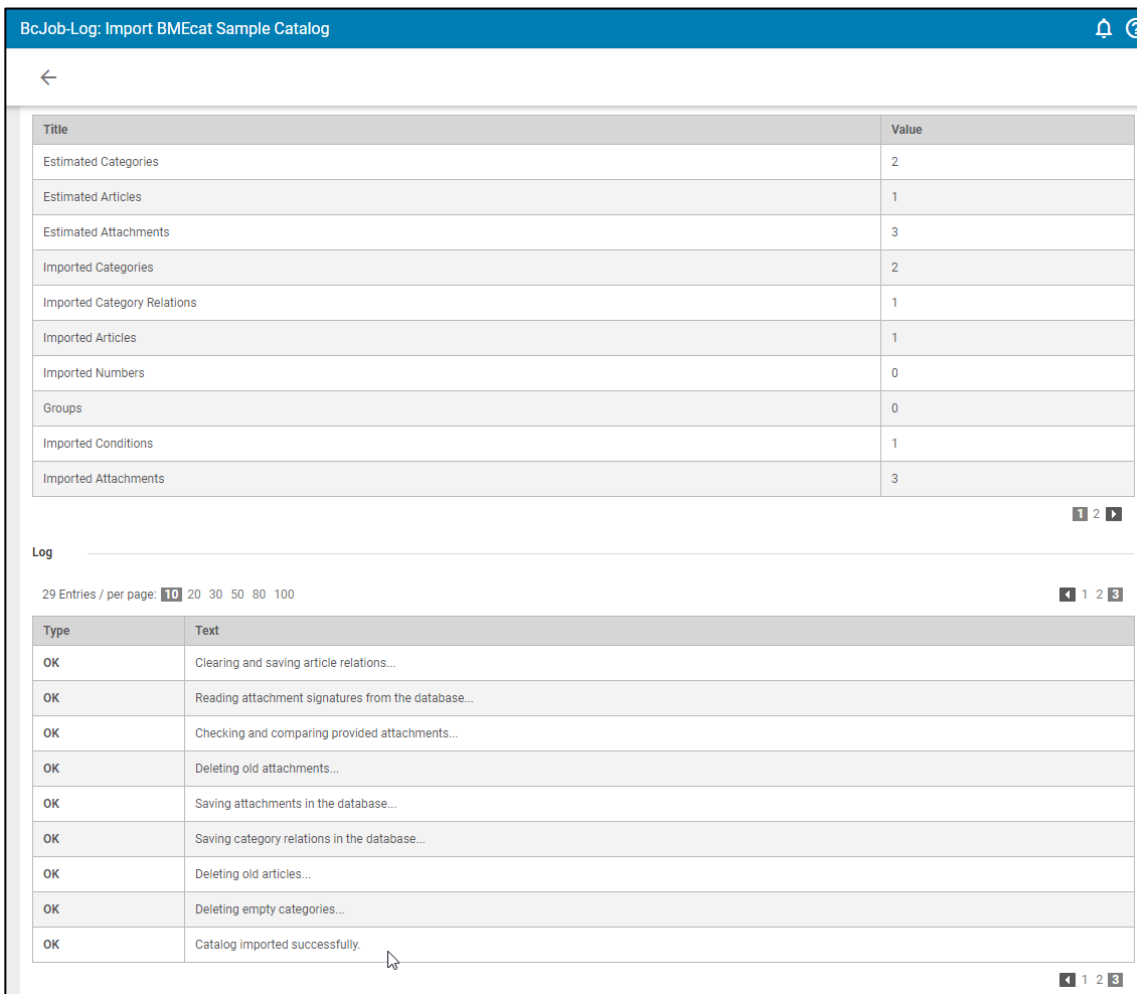 BcJob-Log: Import BMEcat Sample Catalog
Title Value
Estimated Categories 2
Estimated Articles 1
Estimated Attachments 3
Imported Categories 2
Imported Category Relations 1
Imported Articles 1
Imported Numbers 0
Groups 0
Imported Conditions 1
Imported Attachments 3
1 2
Log
29 Entries / per page: 10 20 30 50 80 100 1 2 3
Type Text
OK Clearing and saving article relations...
OK Reading attachment signatures from the database...
OK Checking and comparing provided attachments...
OK Deleting old attachments...
OK Saving attachments in the database...
OK Saving category relations in the database...
OK Deleting old articles...
OK Deleting empty categories...
OK Catalog imported successfully.
1 2 3